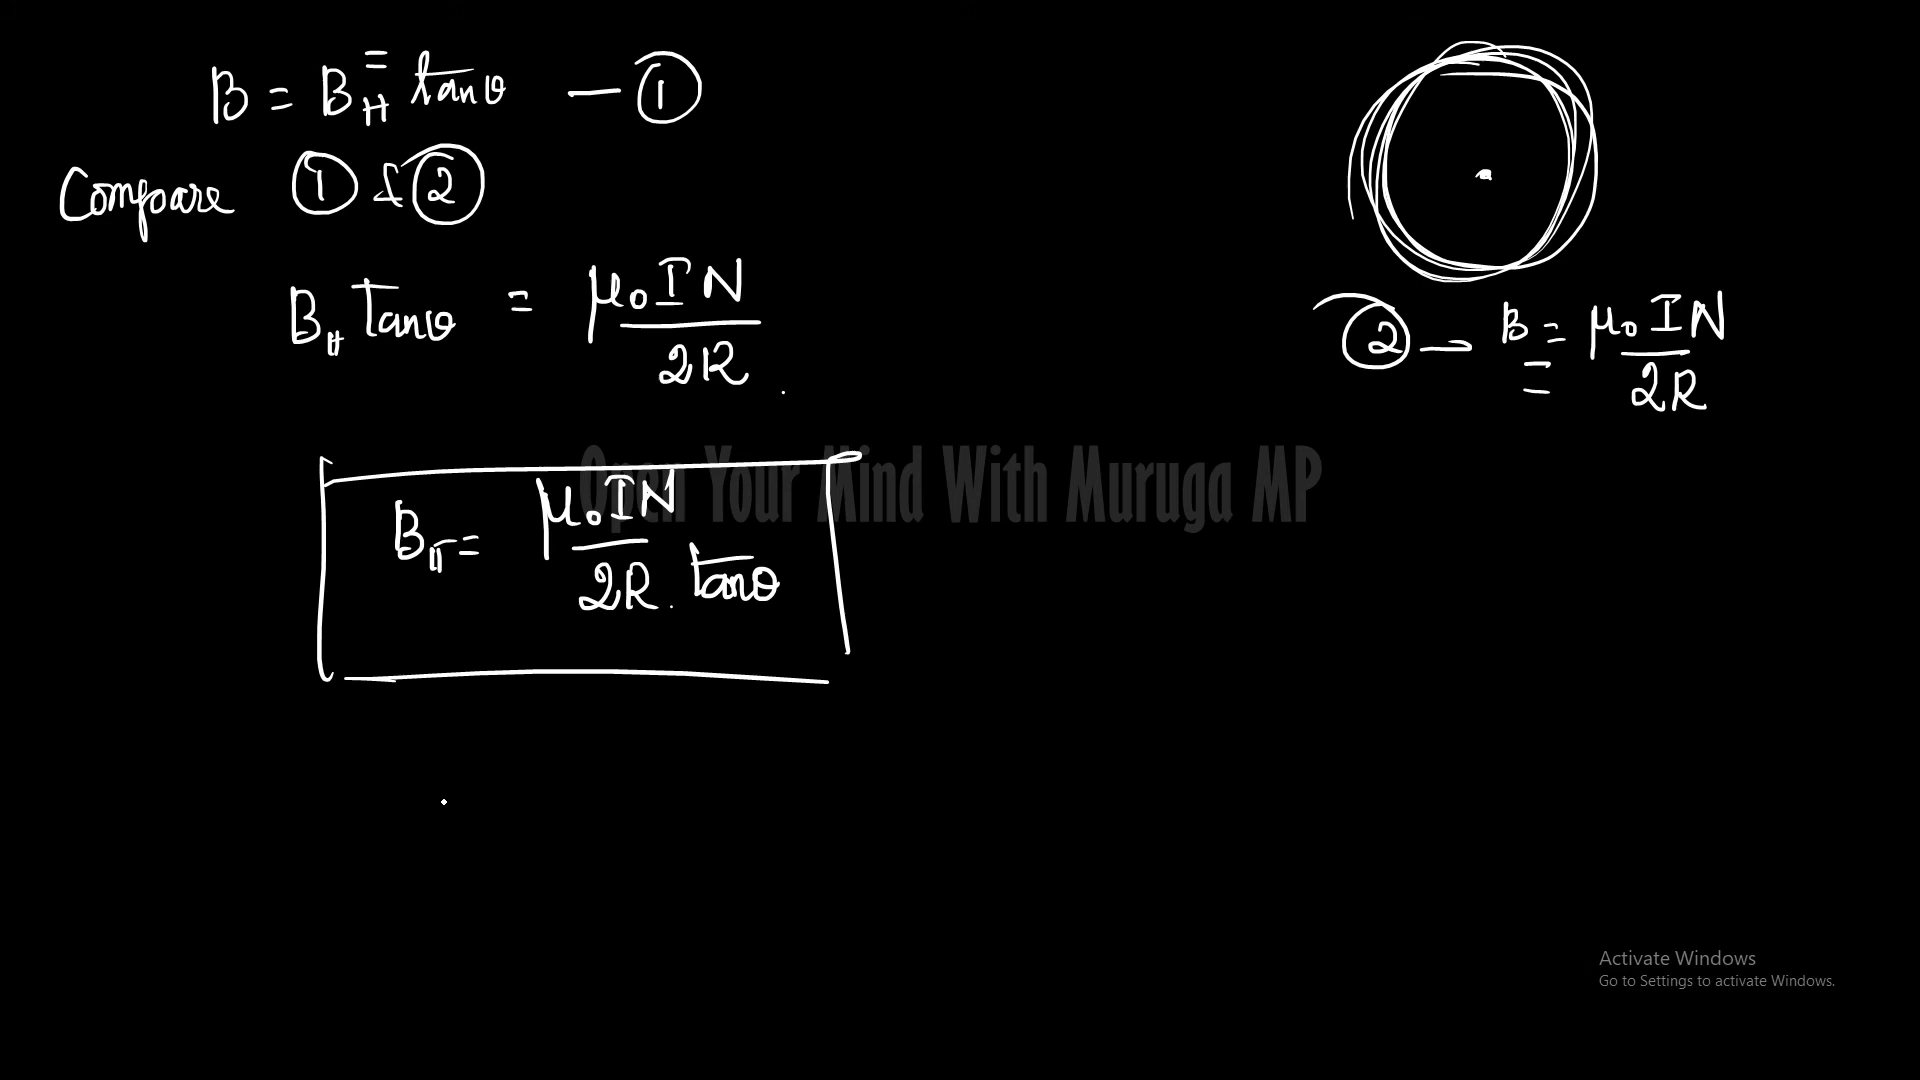 B = B_H tanθ — ①
Compare ① & ②
B_H Tanθ = μ₀IN / 2R
② — B = μ₀IN / 2R
Open Your Mind With Muruga MP
B_H = μ₀IN / 2R . Tanθ
Activate Windows
Go to Settings to activate Windows.